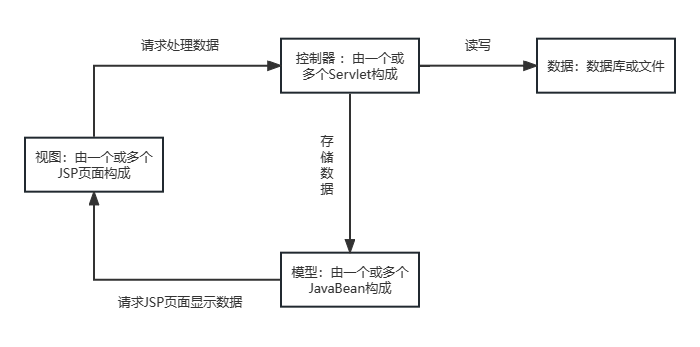 请求处理数据
控制器 ：由一个或
多个Servlet构成
读写
数据：数据库或文件
存
储
数
据
视图：由一个或多个
JSP页面构成
模型：由一个或多个
JavaBean构成
请求JSP页面显示数据